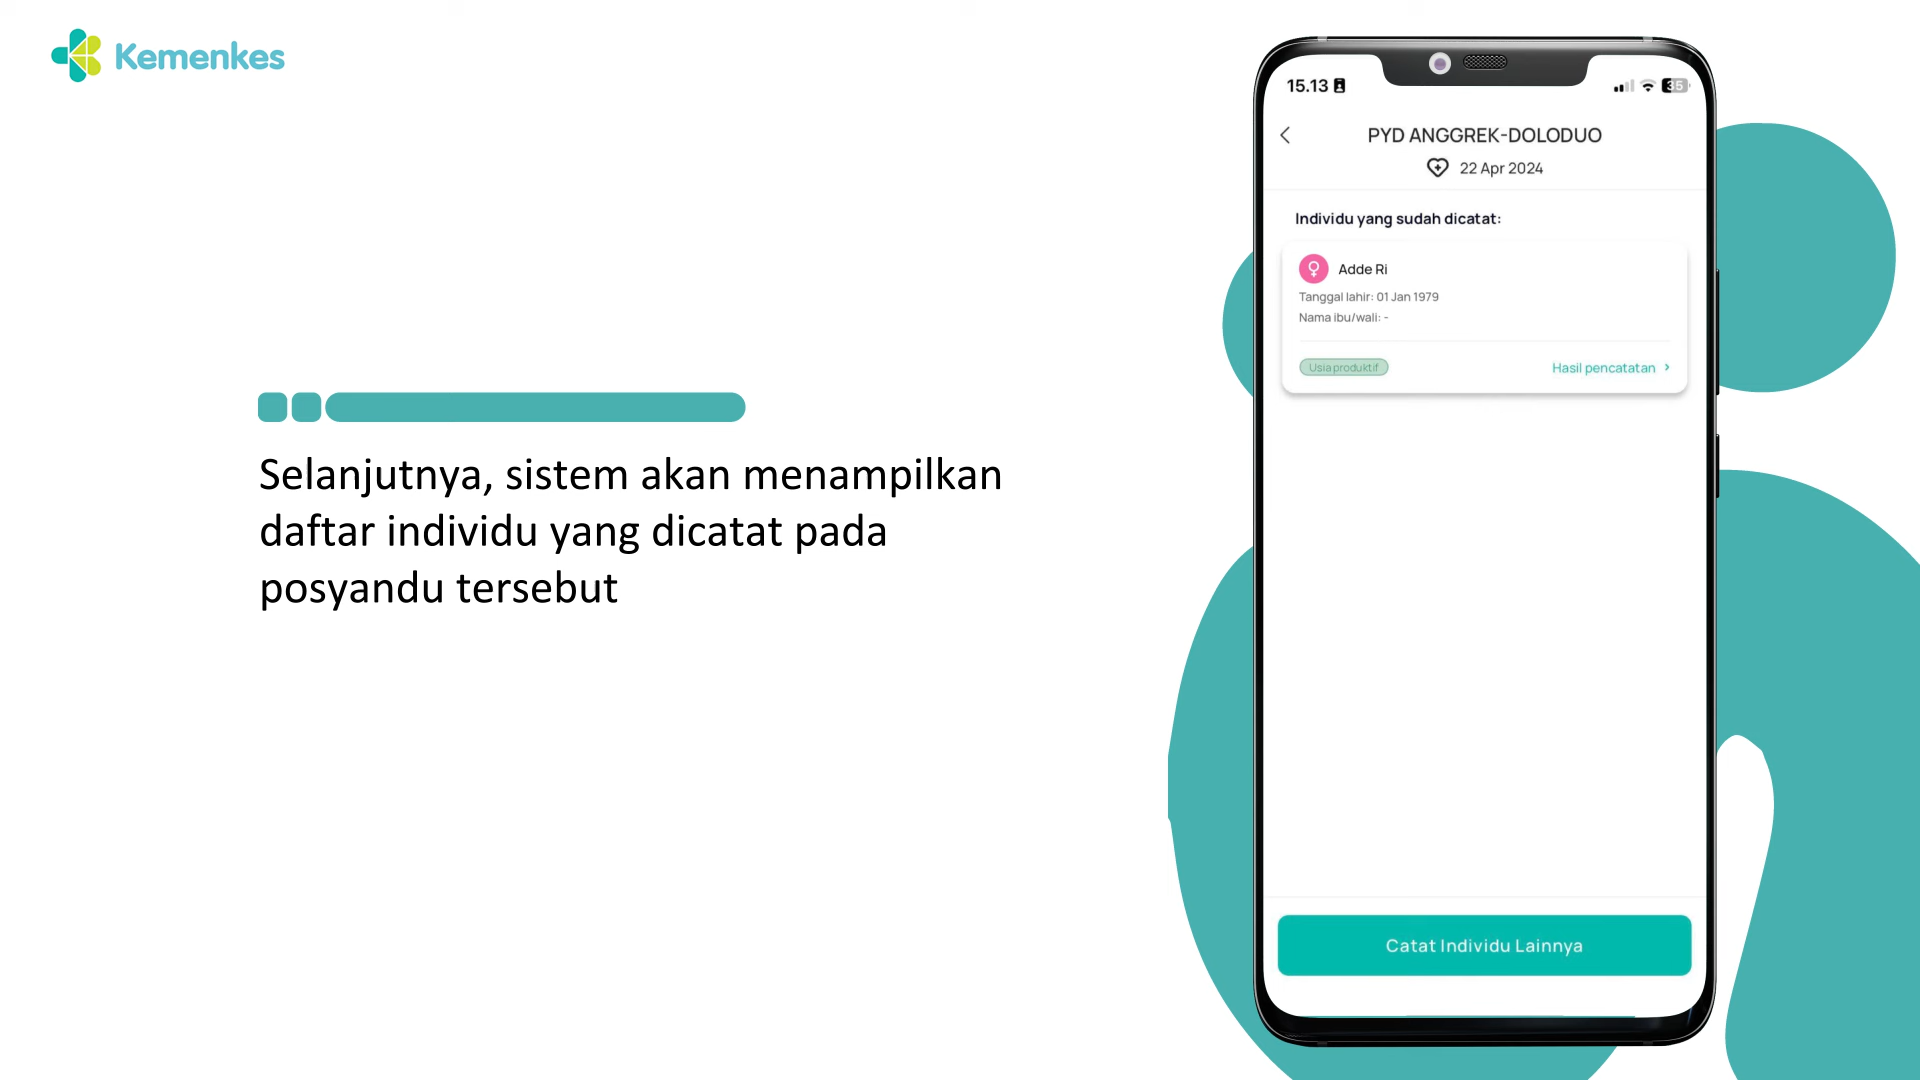 Kemenkes
Selanjutnya, sistem akan menampilkan
daftar individu yang dicatat pada
posyandu tersebut
15.13
35
PYD ANGGREK-DOLODUO
22 Apr 2024
Individu yang sudah dicatat:
Adde Ri
Tanggal lahir: 01 Jan 1979
Nama ibu/wali: -
Usia produktif
Hasil pencatatan
Catat Individu Lainnya